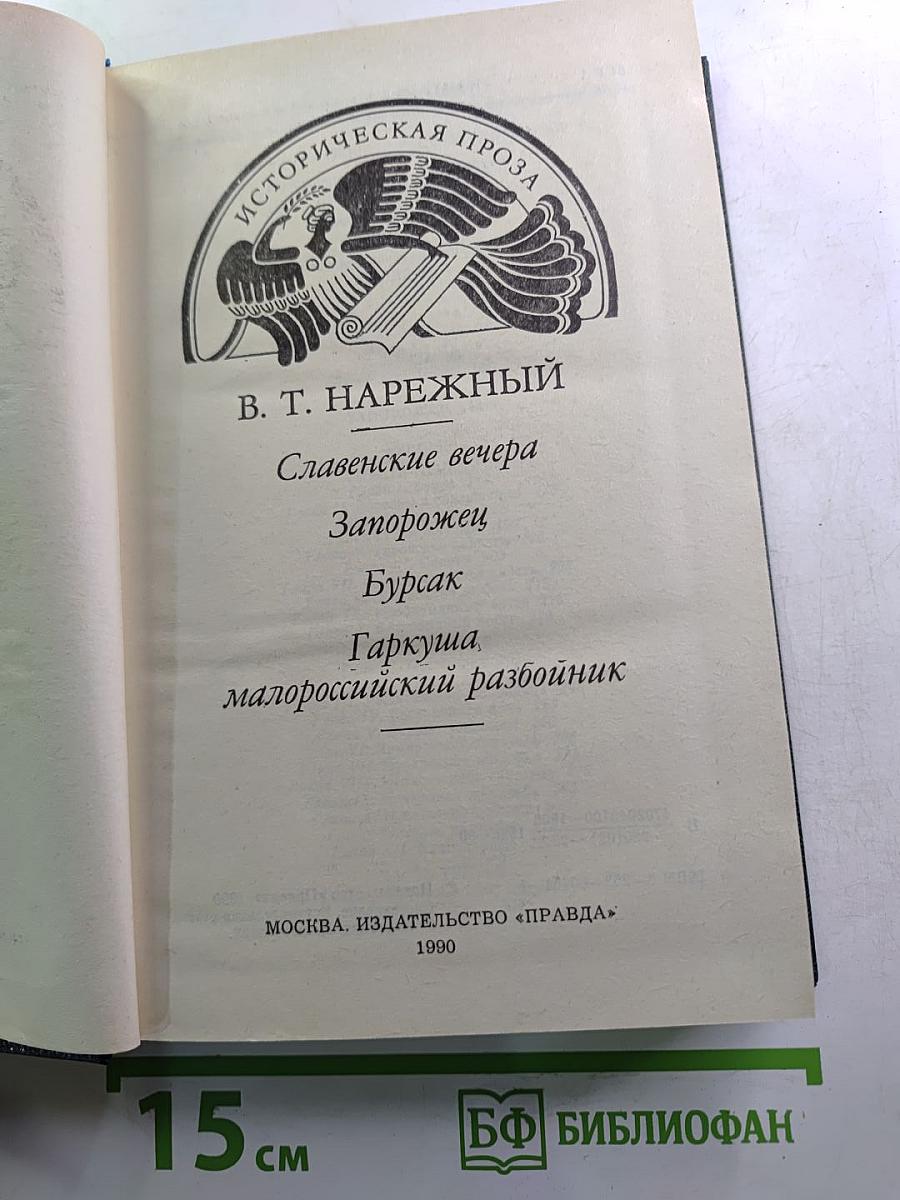 ИСТОРИЧЕСКАЯ ПРОЗА
В. Т. НАРЕЖНЫЙ
Славенские вечера
Запорожец
Бурсак
Гаркуша,
малороссийский разбойник
МОСКВА. ИЗДАТЕЛЬСТВО «ПРАВДА»
1990
15 см
БФ БИБЛИОФАН